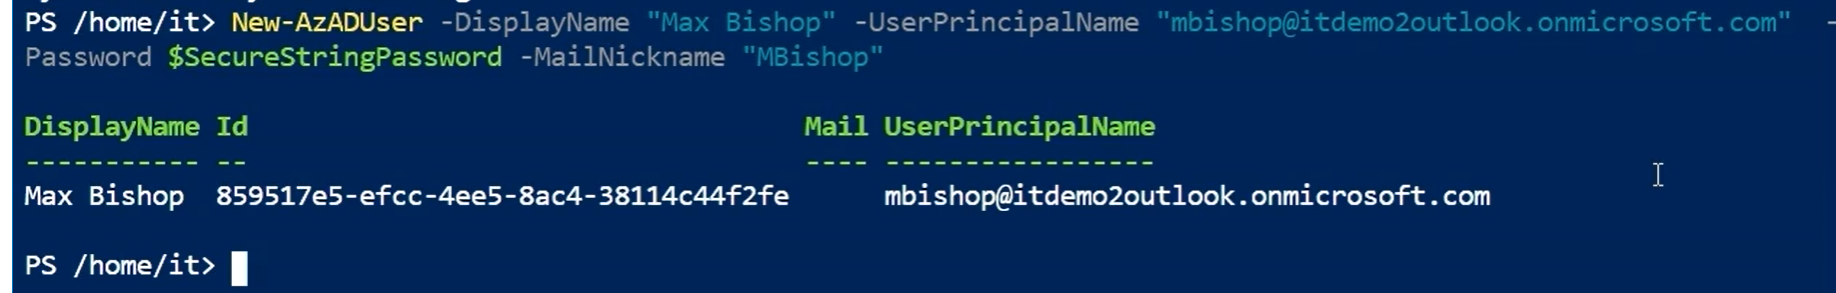 PS /home/it> New-AzADUser -DisplayName "Max Bishop" -UserPrincipalName "mbishop@itdemo2outlook.onmicrosoft.com"  -
Password $SecureStringPassword -MailNickname "MBishop"
DisplayName Id                                   Mail UserPrincipalName
----------- --                                   ---- -----------------
Max Bishop  859517e5-efcc-4ee5-8ac4-38114c44f2fe      mbishop@itdemo2outlook.onmicrosoft.com
PS /home/it>